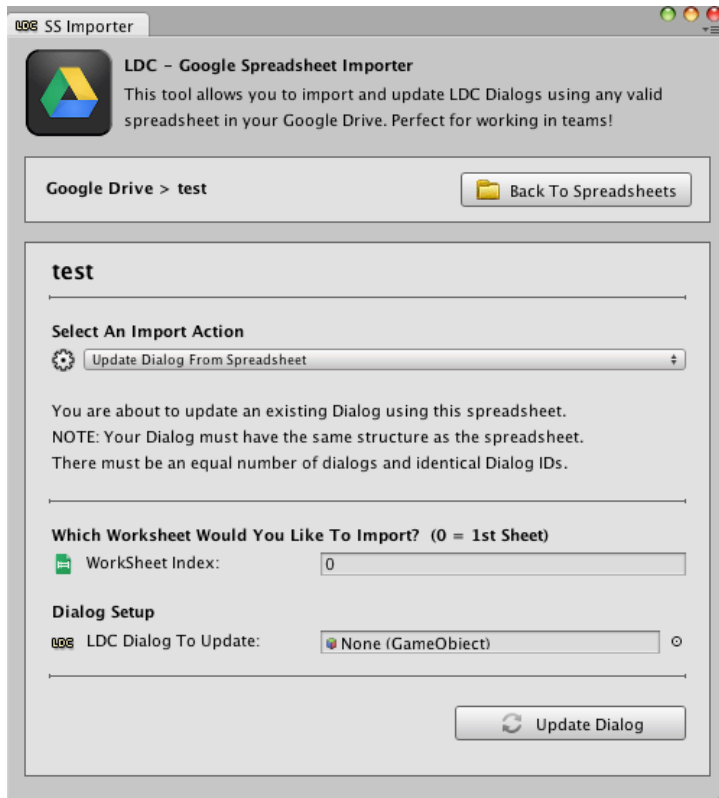 LDC SS Importer
LDC - Google Spreadsheet Importer
This tool allows you to import and update LDC Dialogs using any valid
spreadsheet in your Google Drive. Perfect for working in teams!
Google Drive > test
Back To Spreadsheets
test
Select An Import Action
Update Dialog From Spreadsheet
You are about to update an existing Dialog using this spreadsheet.
NOTE: Your Dialog must have the same structure as the spreadsheet.
There must be an equal number of dialogs and identical Dialog IDs.
Which Worksheet Would You Like To Import? (0 = 1st Sheet)
WorkSheet Index: 0
Dialog Setup
LDC LDC Dialog To Update: None (GameObject)
Update Dialog